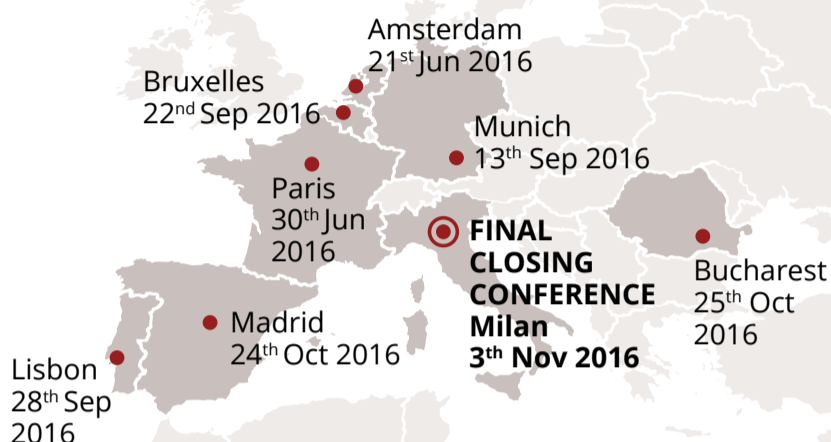 Amsterdam
21st Jun 2016
Bruxelles
22nd Sep 2016
Munich
13th Sep 2016
Paris
30th Jun
2016
FINAL
CLOSING
CONFERENCE
Milan
3th Nov 2016
Bucharest
25th Oct
2016
Madrid
24th Oct 2016
Lisbon
28th Sep
2016